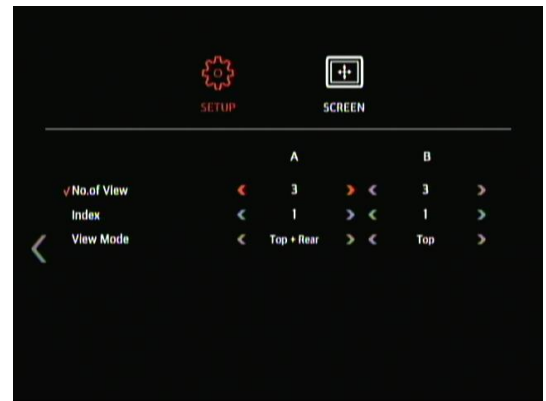 SETUP SCREEN
A B
√No.of View 3 3
Index 1 1
View Mode Top + Rear Top